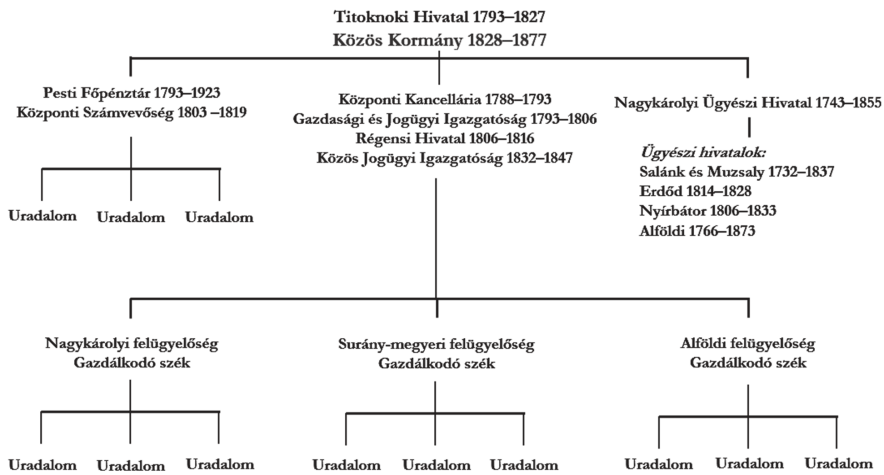 Titoknoki Hivatal 1793–1827
Közös Kormány 1828–1877
Pesti Főpénztár 1793–1923
Központi Számvevőség 1803 –1819
Uradalom Uradalom Uradalom
Központi Kancellária 1788–1793
Gazdasági és Jogügyi Igazgatóság 1793–1806
Régensi Hivatal 1806–1816
Közös Jogügyi Igazgatóság 1832–1847
Nagykárolyi Ügyészi Hivatal 1743–1855
Ügyészi hivatalok:
Salánk és Muzsaly 1732–1837
Erdőd 1814–1828
Nyírbátor 1806–1833
Alföldi 1766–1873
Nagykárolyi felügyelőség
Gazdálkodó szék
Uradalom Uradalom Uradalom
Surány-megyeri felügyelőség
Gazdálkodó szék
Uradalom Uradalom Uradalom
Alföldi felügyelőség
Gazdálkodó szék
Uradalom Uradalom Uradalom